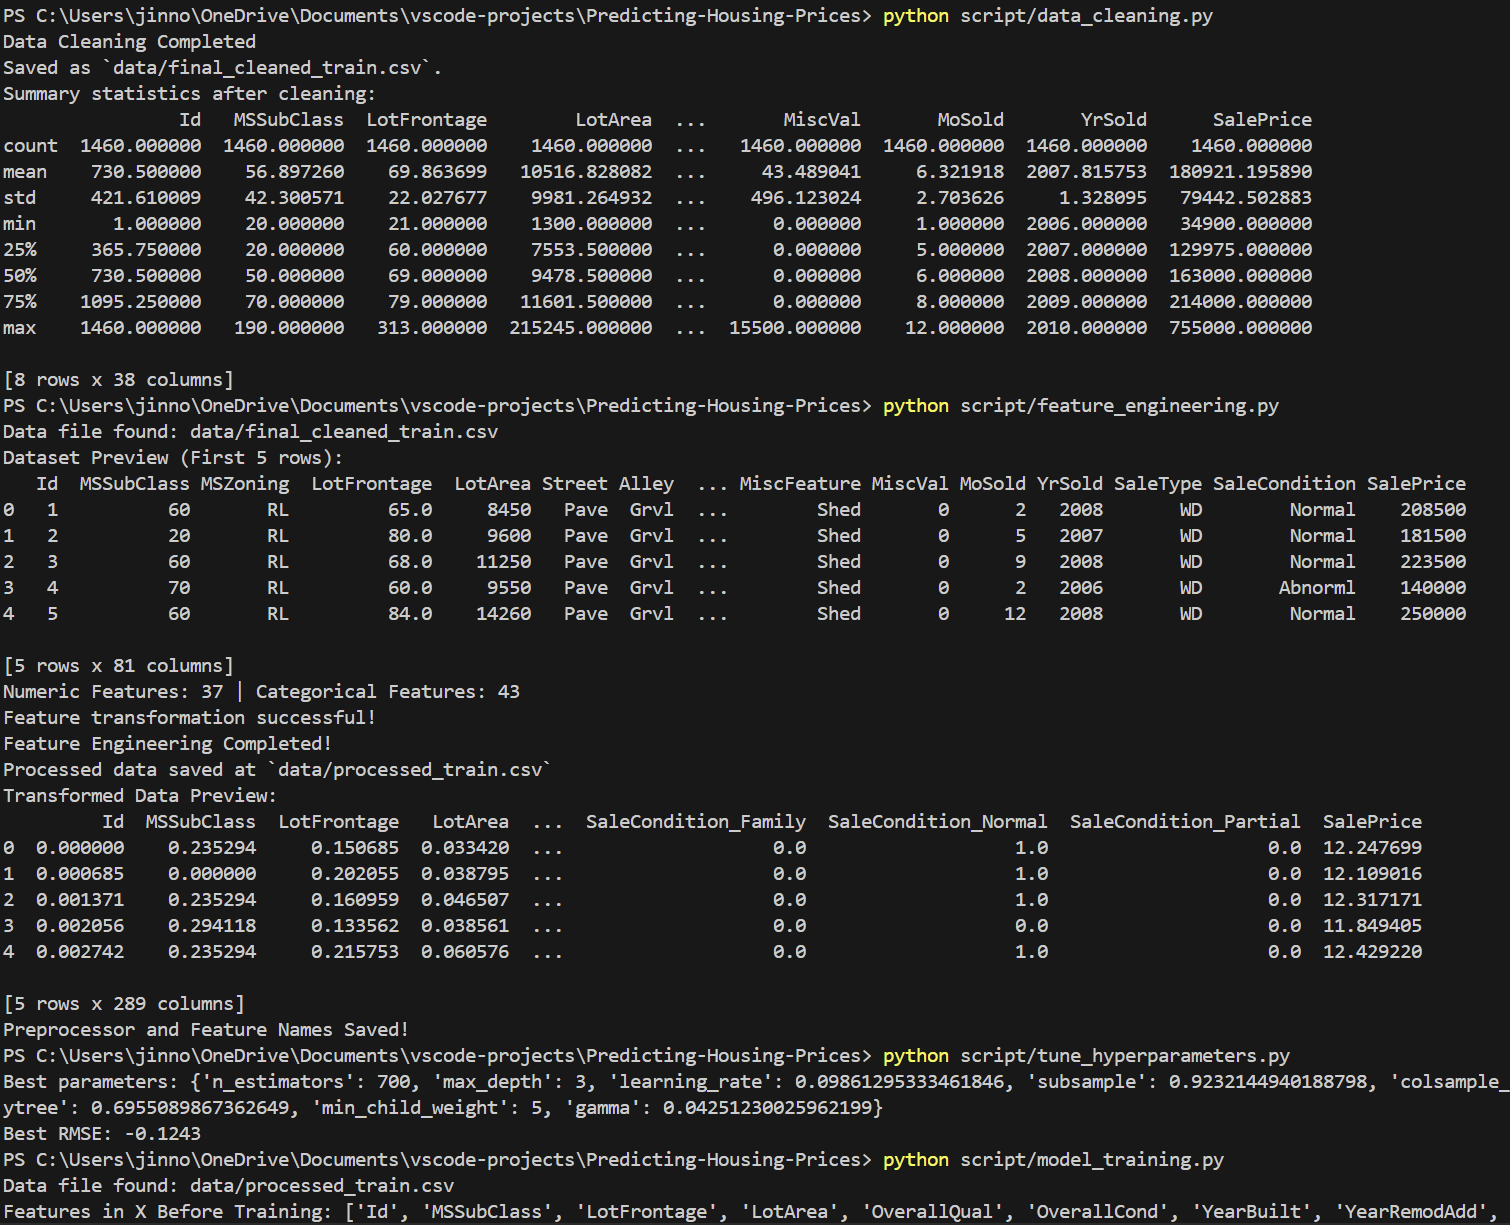 PS C:\Users\jinno\OneDrive\Documents\vscode-projects\Predicting-Housing-Prices> python script/data_cleaning.py
Data Cleaning Completed
Saved as `data/final_cleaned_train.csv`.
Summary statistics after cleaning:
Id MSSubClass LotFrontage LotArea ... MiscVal MoSold YrSold SalePrice
count 1460.000000 1460.000000 1460.000000 1460.000000 ... 1460.000000 1460.000000 1460.000000 1460.000000
mean 730.500000 56.897260 69.863699 10516.828082 ... 43.489041 6.321918 2007.815753 180921.195890
std 421.610009 42.300571 22.027677 9981.264932 ... 496.123024 2.703626 1.328095 79442.502883
min 1.000000 20.000000 21.000000 1300.000000 ... 0.000000 1.000000 2006.000000 34900.000000
25% 365.750000 20.000000 60.000000 7553.500000 ... 0.000000 5.000000 2007.000000 129975.000000
50% 730.500000 50.000000 69.000000 9478.500000 ... 0.000000 6.000000 2008.000000 163000.000000
75% 1095.250000 70.000000 79.000000 11601.500000 ... 0.000000 8.000000 2009.000000 214000.000000
max 1460.000000 190.000000 313.000000 215245.000000 ... 15500.000000 12.000000 2010.000000 755000.000000
[8 rows x 38 columns]
PS C:\Users\jinno\OneDrive\Documents\vscode-projects\Predicting-Housing-Prices> python script/feature_engineering.py
Data file found: data/final_cleaned_train.csv
Dataset Preview (First 5 rows):
Id MSSubClass MSZoning LotFrontage LotArea Street Alley ... MiscFeature MiscVal MoSold YrSold SaleType SaleCondition SalePrice
0 1 60 RL 65.0 8450 Pave Grvl ... Shed 0 2 2008 WD Normal 208500
1 2 20 RL 80.0 9600 Pave Grvl ... Shed 0 5 2007 WD Normal 181500
2 3 60 RL 68.0 11250 Pave Grvl ... Shed 0 9 2008 WD Normal 223500
3 4 70 RL 60.0 9550 Pave Grvl ... Shed 0 2 2006 WD Abnorml 140000
4 5 60 RL 84.0 14260 Pave Grvl ... Shed 0 12 2008 WD Normal 250000
[5 rows x 81 columns]
Numeric Features: 37 | Categorical Features: 43
Feature transformation successful!
Feature Engineering Completed!
Processed data saved at `data/processed_train.csv`
Transformed Data Preview:
Id MSSubClass LotFrontage LotArea ... SaleCondition_Family SaleCondition_Normal SaleCondition_Partial SalePrice
0 0.000000 0.235294 0.150685 0.033420 ... 0.0 1.0 0.0 12.247699
1 0.000685 0.000000 0.202055 0.038795 ... 0.0 1.0 0.0 12.109016
2 0.001371 0.235294 0.160959 0.046507 ... 0.0 1.0 0.0 12.317171
3 0.002056 0.294118 0.133562 0.038561 ... 0.0 0.0 0.0 11.849405
4 0.002742 0.235294 0.215753 0.060576 ... 0.0 1.0 0.0 12.429220
[5 rows x 289 columns]
Preprocessor and Feature Names Saved!
PS C:\Users\jinno\OneDrive\Documents\vscode-projects\Predicting-Housing-Prices> python script/tune_hyperparameters.py
Best parameters: {'n_estimators': 700, 'max_depth': 3, 'learning_rate': 0.09861295333461846, 'subsample': 0.9232144940188798, 'colsample_
ytree': 0.6955089867362649, 'min_child_weight': 5, 'gamma': 0.04251230025962199}
Best RMSE: -0.1243
PS C:\Users\jinno\OneDrive\Documents\vscode-projects\Predicting-Housing-Prices> python script/model_training.py
Data file found: data/processed_train.csv
Features in X Before Training: ['Id', 'MSSubClass', 'LotFrontage', 'LotArea', 'OverallQual', 'OverallCond', 'YearBuilt', 'YearRemodAdd',